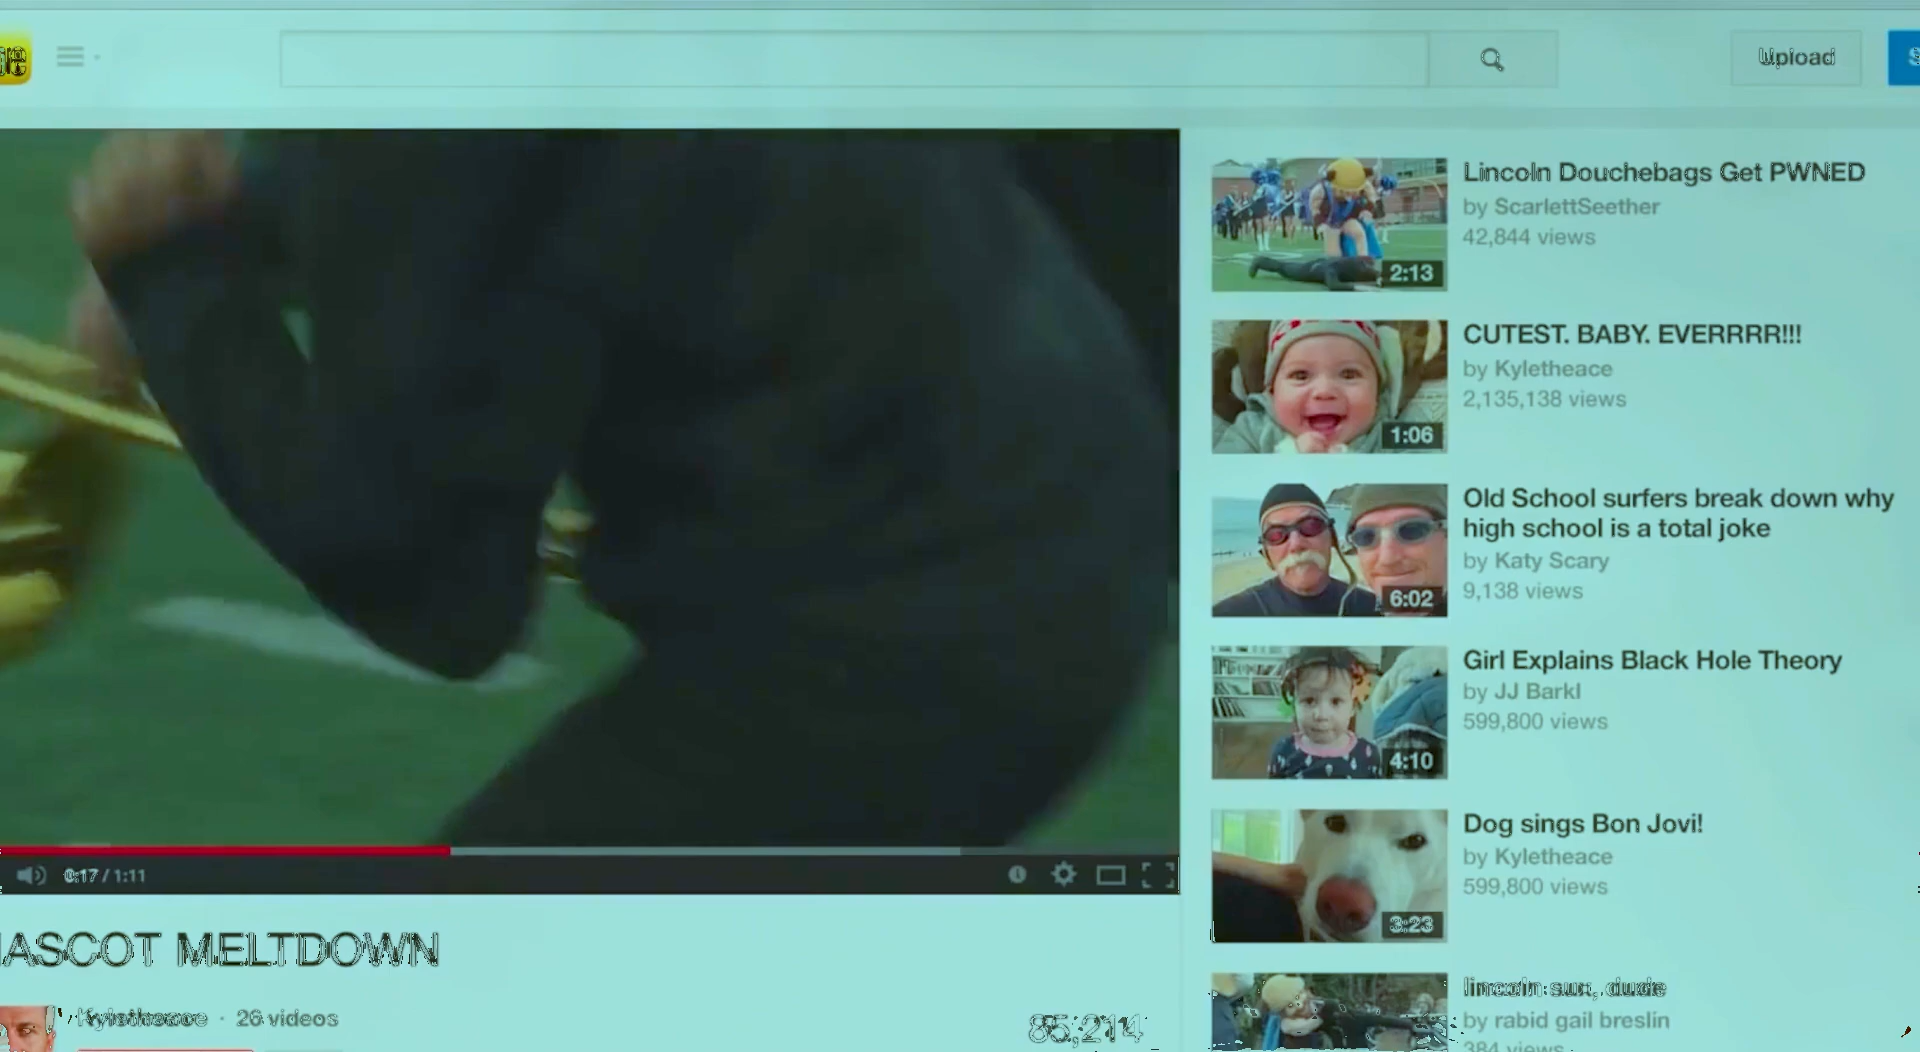 Upload
Lincoln Douchebags Get PWNED
by ScarlettSeether
42,844 views
2:13
CUTEST. BABY. EVERRRR!!!
by Kyletheace
2,135,138 views
1:06
Old School surfers break down why
high school is a total joke
by Katy Scary
9,138 views
6:02
Girl Explains Black Hole Theory
by JJ Barkl
599,800 views
4:10
Dog sings Bon Jovi!
by Kyletheace
599,800 views
3:23
lincoln sux, dude
by rabid gail breslin
384 views
0:17 / 1:11
ASCOT MELTDOWN
Kyletheace · 26 videos
85,214